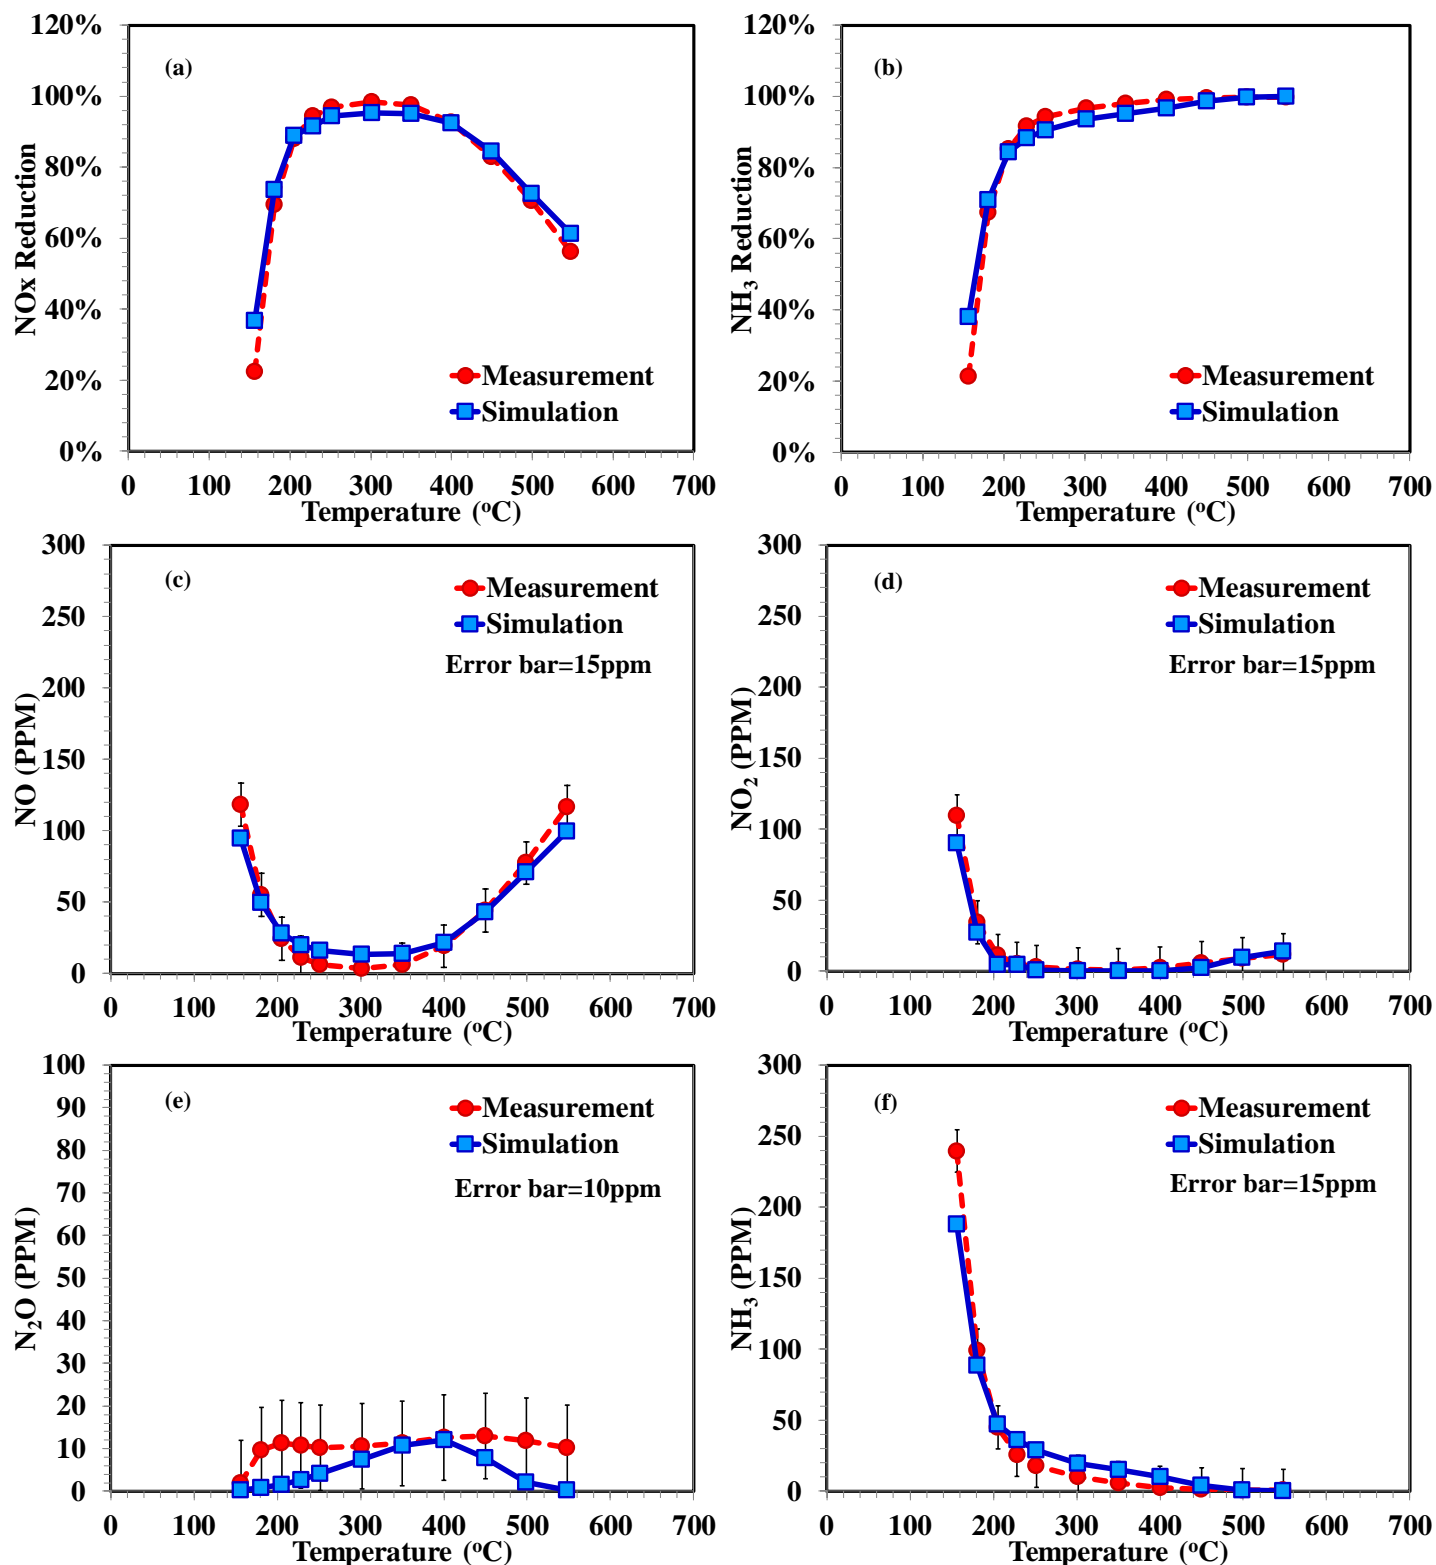 120%
100%
80%
60%
40%
20%
0%
NOx Reduction
(a)
Measurement
Simulation
0 100 200 300 400 500 600 700
Temperature (°C)
120%
100%
80%
60%
40%
20%
0%
NH₃ Reduction
(b)
Measurement
Simulation
0 100 200 300 400 500 600 700
Temperature (°C)
300
250
200
150
100
50
0
NO (PPM)
(c)
Measurement
Simulation
Error bar=15ppm
0 100 200 300 400 500 600 700
Temperature (°C)
300
250
200
150
100
50
0
NO₂ (PPM)
(d)
Measurement
Simulation
Error bar=15ppm
0 100 200 300 400 500 600 700
Temperature (°C)
100
90
80
70
60
50
40
30
20
10
0
N₂O (PPM)
(e)
Measurement
Simulation
Error bar=10ppm
0 100 200 300 400 500 600 700
Temperature (°C)
300
250
200
150
100
50
0
NH₃ (PPM)
(f)
Measurement
Simulation
Error bar=15ppm
0 100 200 300 400 500 600 700
Temperature (°C)